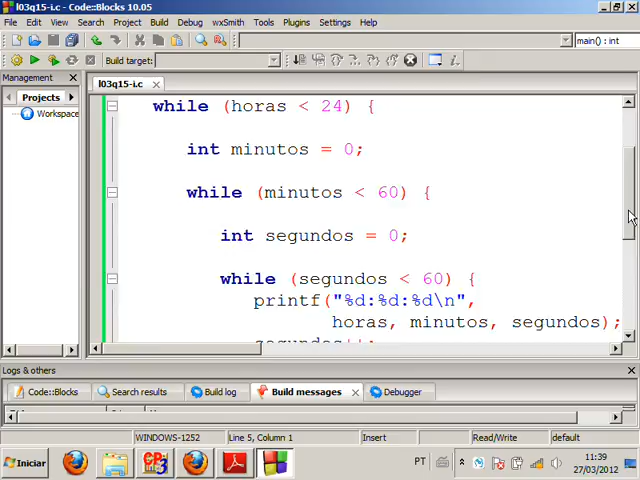 l03q15-i.c - Code::Blocks 10.05
File Edit View Search Project Build Debug wxSmith Tools Plugins Settings Help
main() : int
Build target:
Management
l03q15-i.c
Projects
Workspace
while (horas < 24) {
int minutos = 0;
while (minutos < 60) {
int segundos = 0;
while (segundos < 60) {
printf("%d:%d:%d\n",
horas, minutos, segundos);
segundos++;
Logs & others
Code::Blocks Search results Build log Build messages Debugger
WINDOWS-1252 Line 5, Column 1 Insert Read/Write default
Iniciar
PT
11:39
27/03/2012